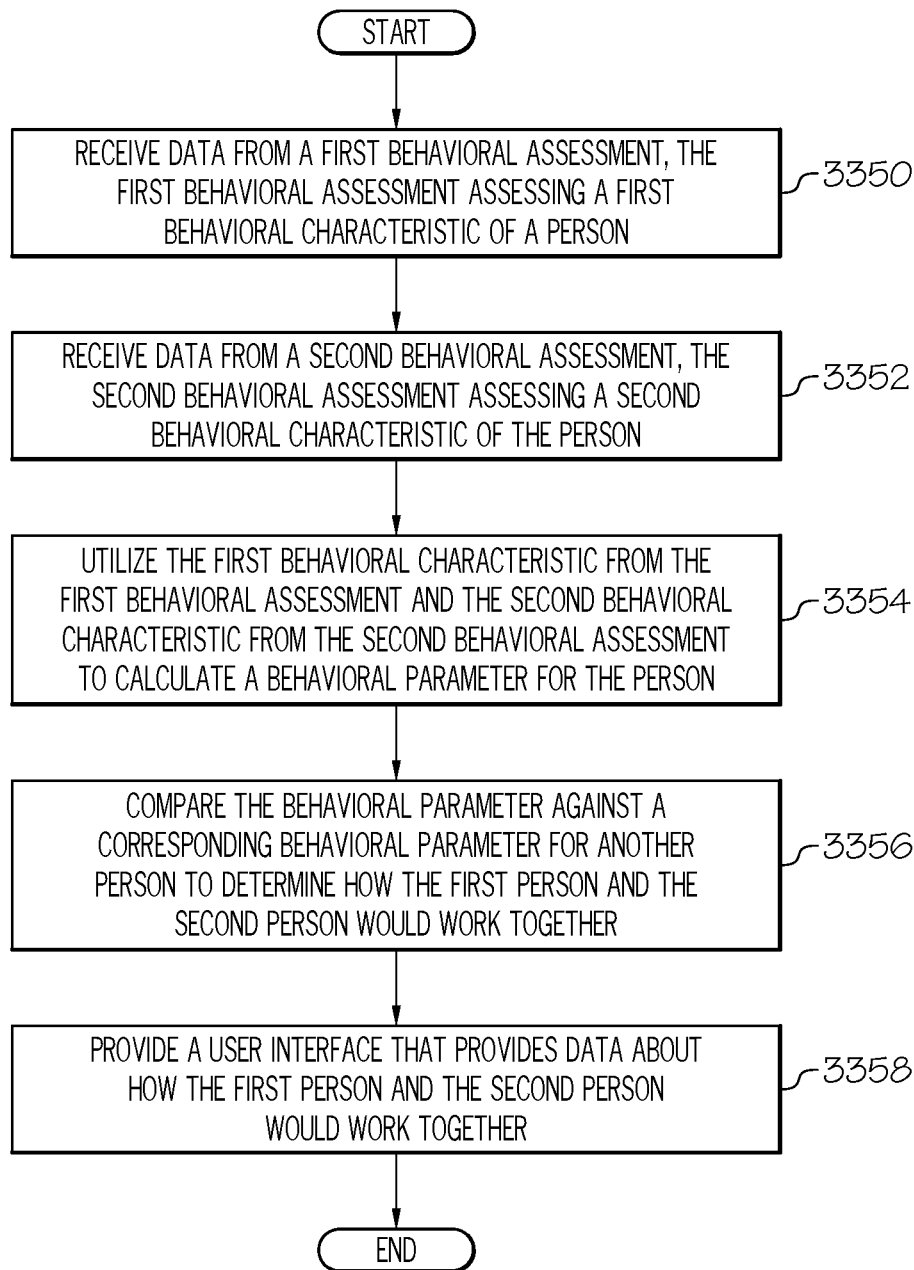 START
RECEIVE DATA FROM A FIRST BEHAVIORAL ASSESSMENT, THE
FIRST BEHAVIORAL ASSESSMENT ASSESSING A FIRST
BEHAVIORAL CHARACTERISTIC OF A PERSON
3350
RECEIVE DATA FROM A SECOND BEHAVIORAL ASSESSMENT, THE
SECOND BEHAVIORAL ASSESSMENT ASSESSING A SECOND
BEHAVIORAL CHARACTERISTIC OF THE PERSON
3352
UTILIZE THE FIRST BEHAVIORAL CHARACTERISTIC FROM THE
FIRST BEHAVIORAL ASSESSMENT AND THE SECOND BEHAVIORAL
CHARACTERISTIC FROM THE SECOND BEHAVIORAL ASSESSMENT
TO CALCULATE A BEHAVIORAL PARAMETER FOR THE PERSON
3354
COMPARE THE BEHAVIORAL PARAMETER AGAINST A
CORRESPONDING BEHAVIORAL PARAMETER FOR ANOTHER
PERSON TO DETERMINE HOW THE FIRST PERSON AND THE
SECOND PERSON WOULD WORK TOGETHER
3356
PROVIDE A USER INTERFACE THAT PROVIDES DATA ABOUT
HOW THE FIRST PERSON AND THE SECOND PERSON
WOULD WORK TOGETHER
3358
END